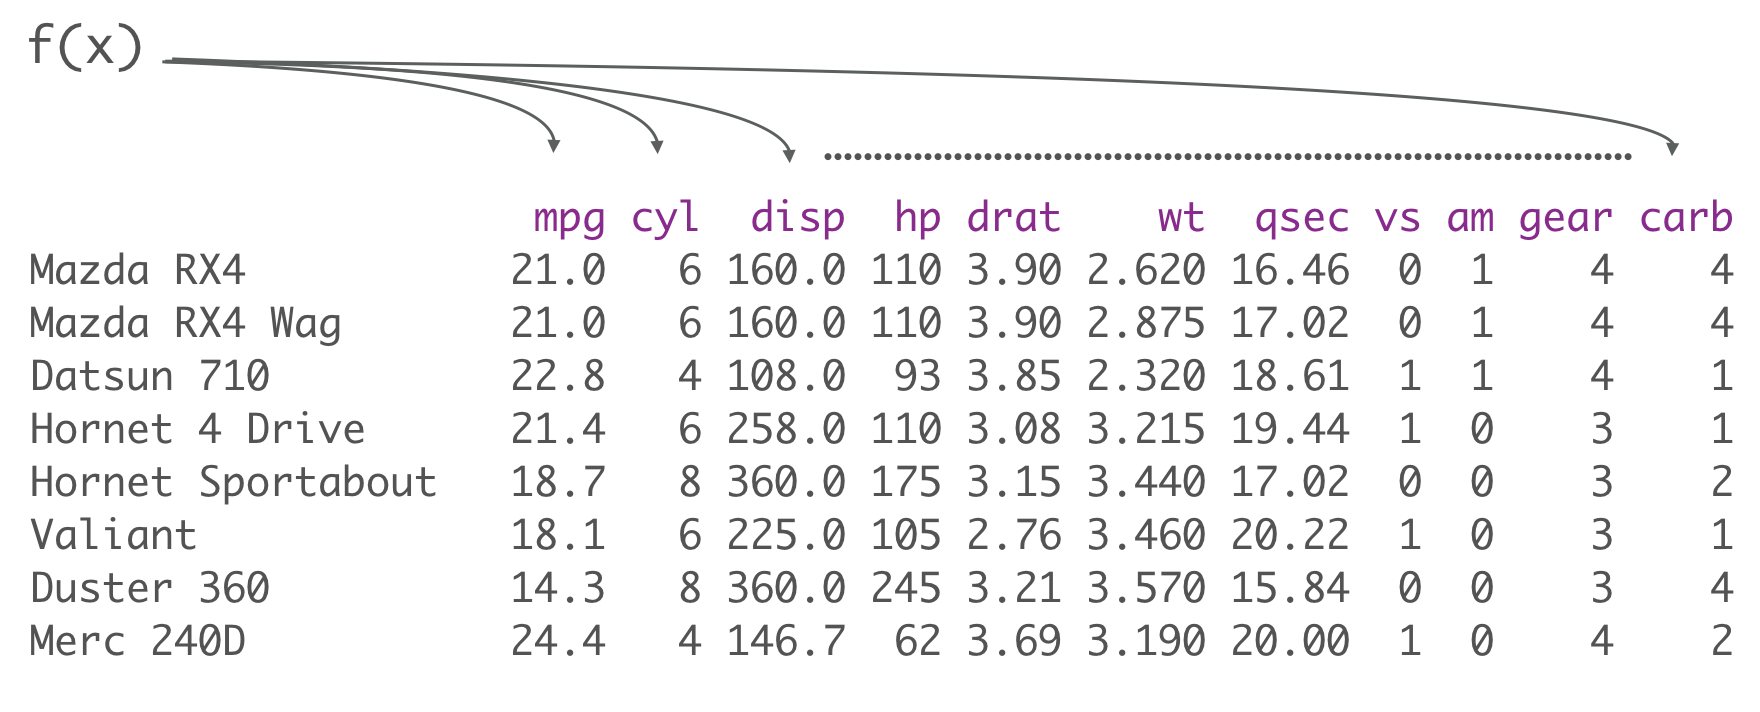 f(x)
mpg cyl disp hp drat wt qsec vs am gear carb
Mazda RX4 21.0 6 160.0 110 3.90 2.620 16.46 0 1 4 4
Mazda RX4 Wag 21.0 6 160.0 110 3.90 2.875 17.02 0 1 4 4
Datsun 710 22.8 4 108.0 93 3.85 2.320 18.61 1 1 4 1
Hornet 4 Drive 21.4 6 258.0 110 3.08 3.215 19.44 1 0 3 1
Hornet Sportabout 18.7 8 360.0 175 3.15 3.440 17.02 0 0 3 2
Valiant 18.1 6 225.0 105 2.76 3.460 20.22 1 0 3 1
Duster 360 14.3 8 360.0 245 3.21 3.570 15.84 0 0 3 4
Merc 240D 24.4 4 146.7 62 3.69 3.190 20.00 1 0 4 2